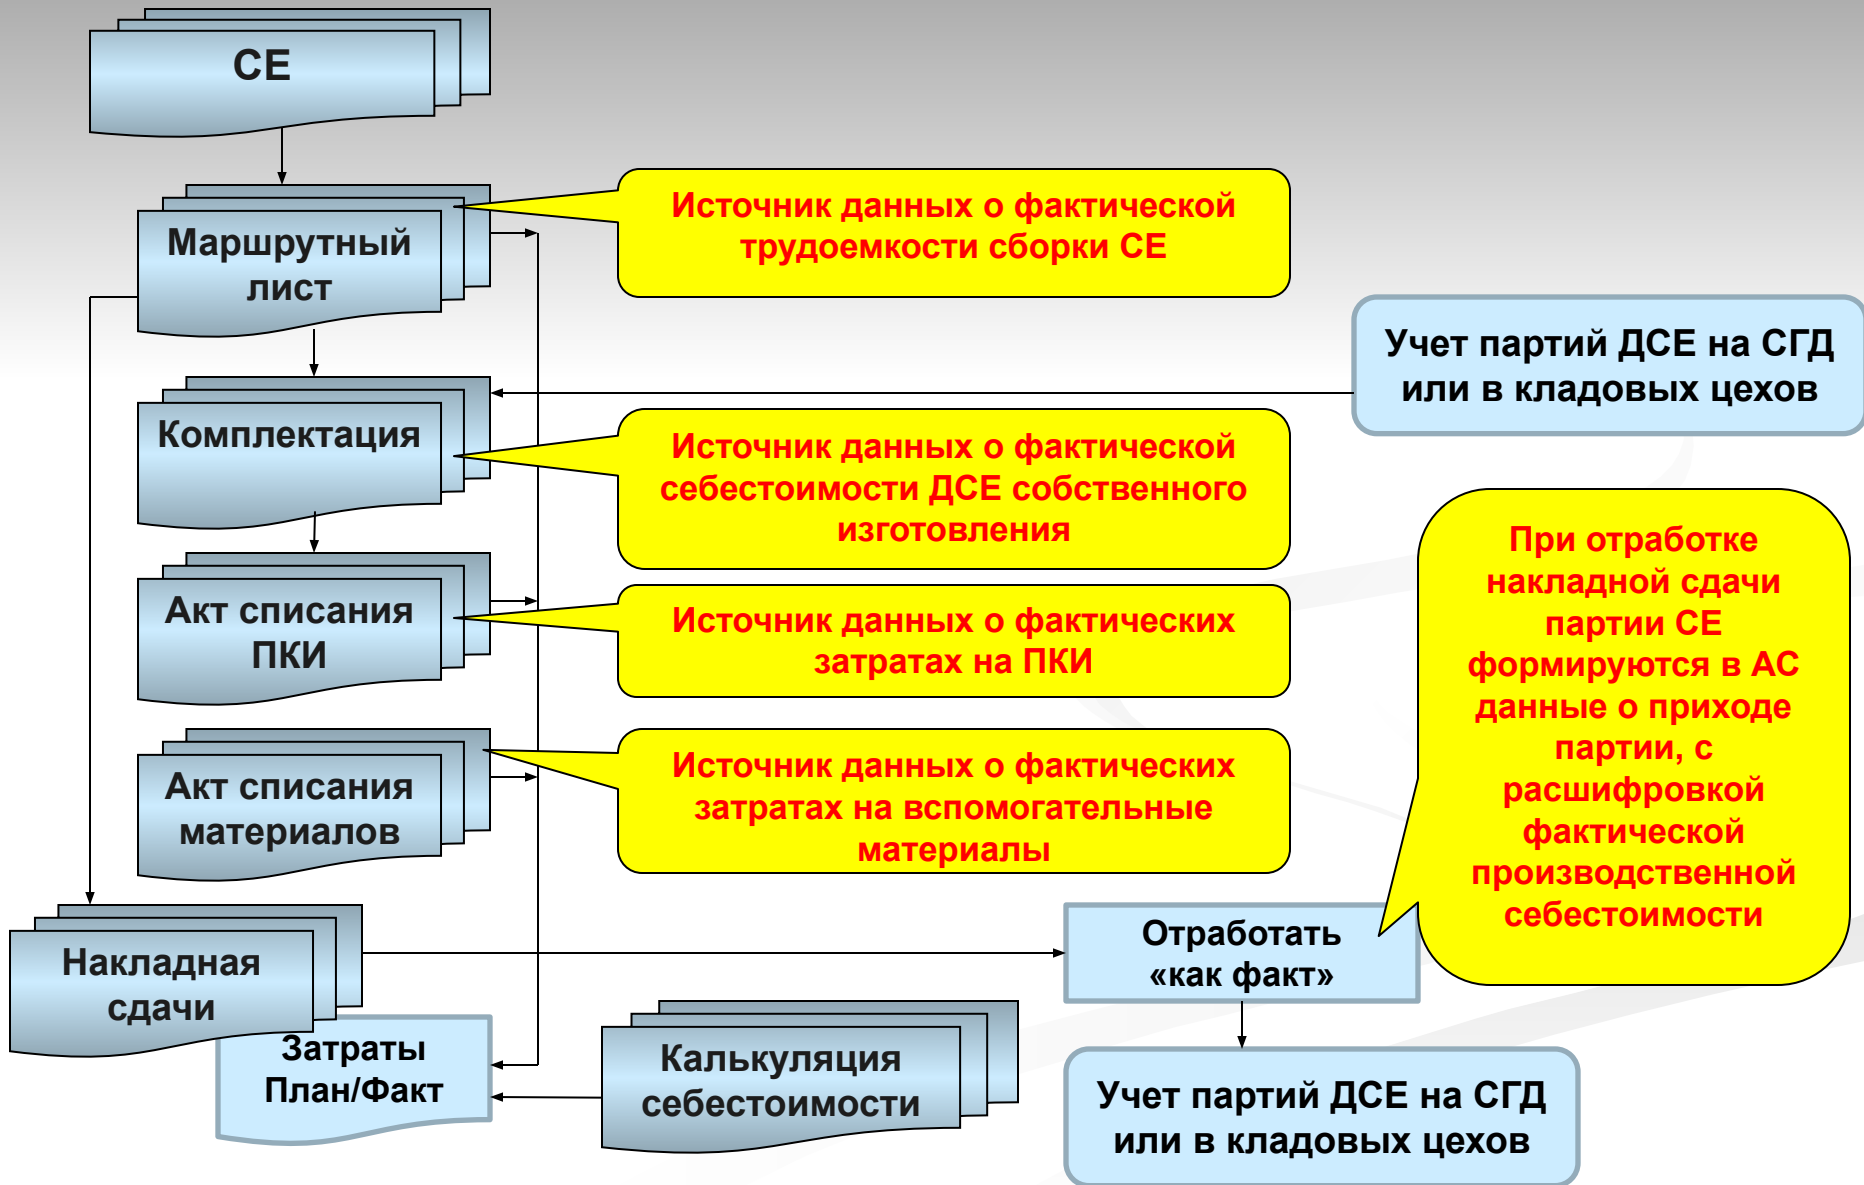 СЕ
Маршрутный
лист
Источник данных о фактической
трудоемкости сборки СЕ
Учет партий ДСЕ на СГД
или в кладовых цехов
Комплектация
Источник данных о фактической
себестоимости ДСЕ собственного
изготовления
Акт списания
ПКИ
Источник данных о фактических
затратах на ПКИ
При отработке
накладной сдачи
партии СЕ
формируются в АС
данные о приходе
партии, с
расшифровкой
фактической
производственной
себестоимости
Акт списания
материалов
Источник данных о фактических
затратах на вспомогательные
материалы
Накладная
сдачи
Отработать
«как факт»
Затраты
План/Факт
Калькуляция
себестоимости
Учет партий ДСЕ на СГД
или в кладовых цехов